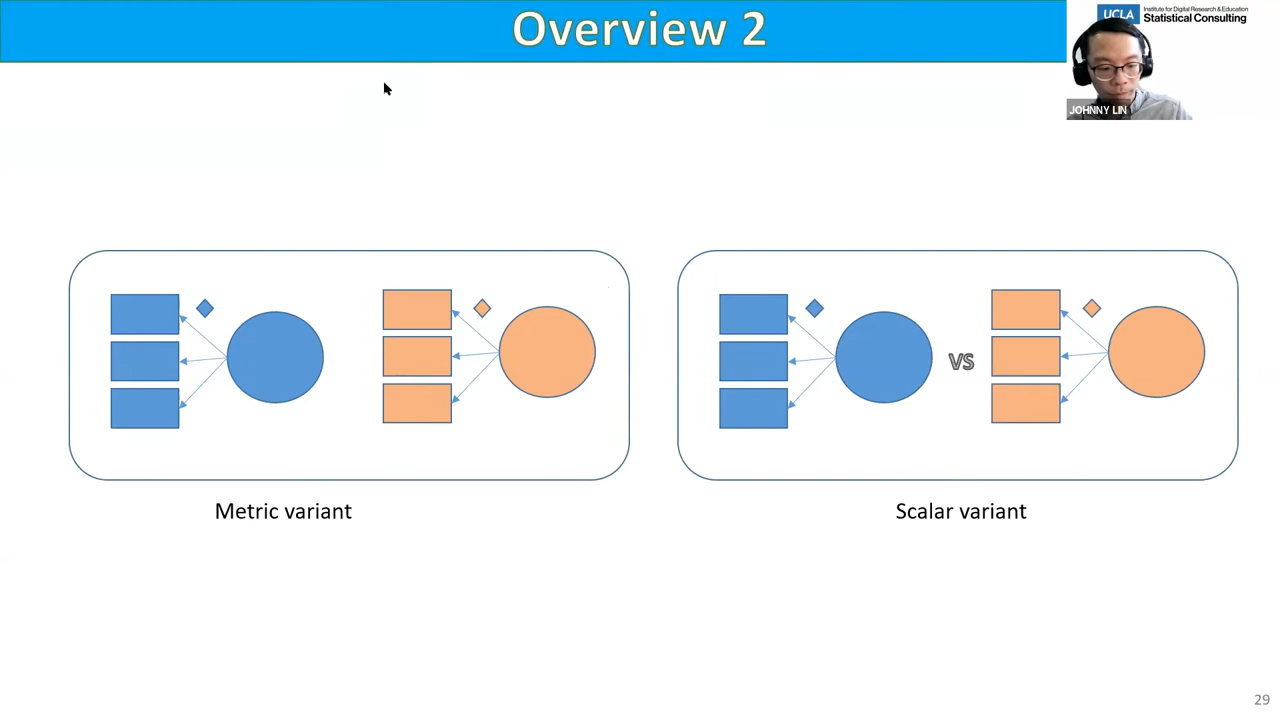 Overview 2
UCLA
Institute for Digital Research & Education
Statistical Consulting
JOHNNY LIN
VS
Metric variant
Scalar variant
29